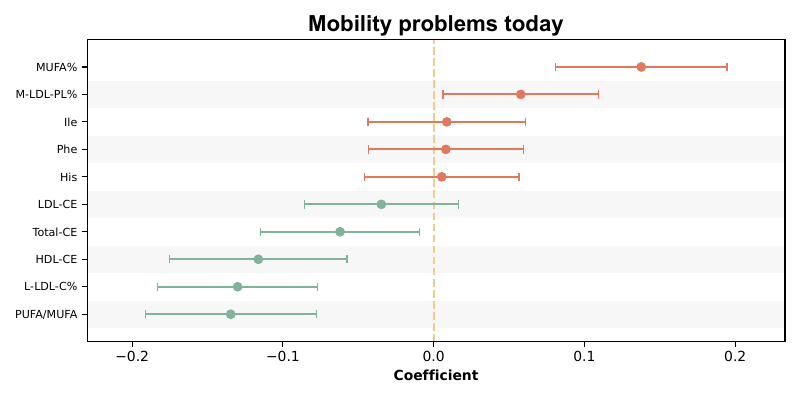 Mobility problems today
MUFA%
M-LDL-PL%
Ile
Phe
His
LDL-CE
Total-CE
HDL-CE
L-LDL-C%
PUFA/MUFA
−0.2 −0.1 0.0 0.1 0.2
Coefficient